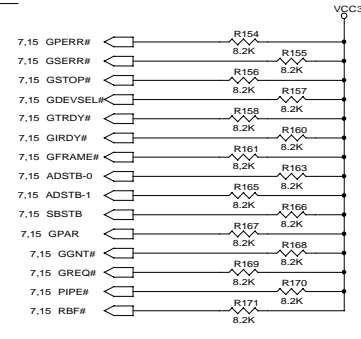 VCC3
7,15 GPERR# R154 8.2K
7,15 GSERR# R155 8.2K
7,15 GSTOP# R156 8.2K
7,15 GDEVSEL# R157 8.2K
7,15 GTRDY# R158 8.2K
7,15 GIRDY# R160 8.2K
7,15 GFRAME# R161 8,2K
7,15 ADSTB-0 R163 8.2K
7,15 ADSTB-1 R165 8.2K
7,15 SBSTB R166 8.2K
7,15 GPAR R167 8.2K
7,15 GGNT# R168 8.2K
7,15 GREQ# R169 8.2K
7,15 PIPE# R170 8.2K
7,15 RBF# R171 8.2K